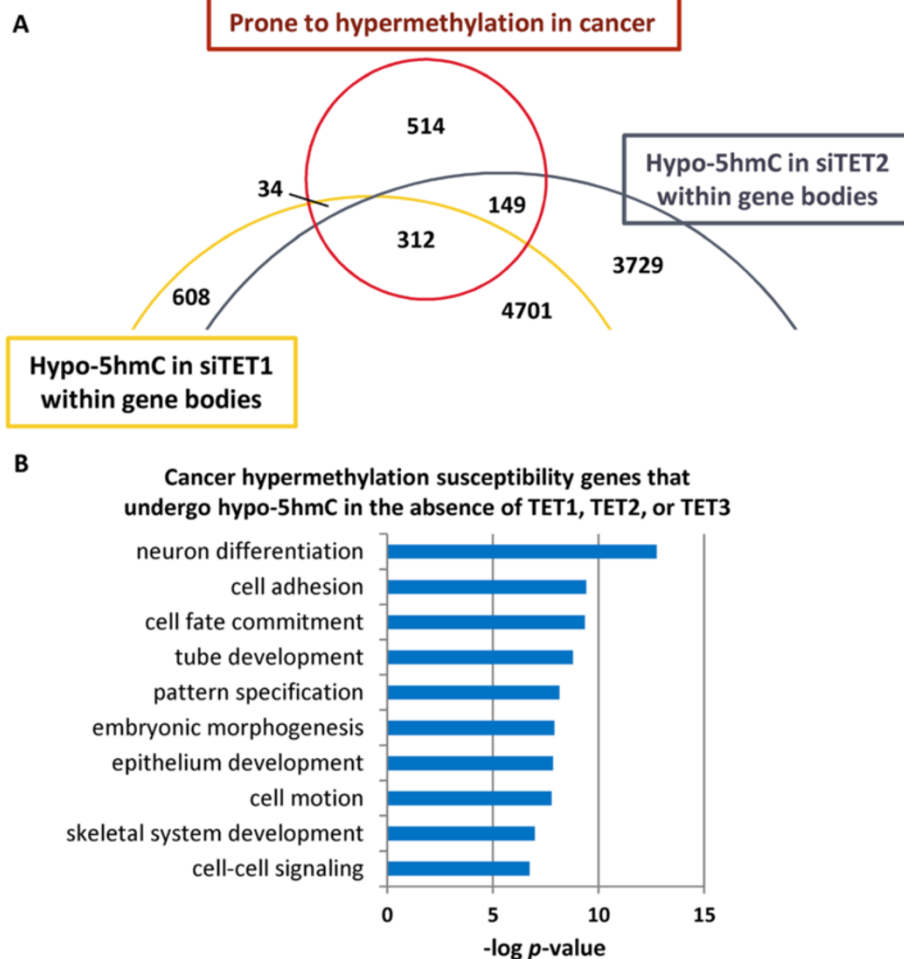 A
Prone to hypermethylation in cancer
514
Hypo-5hmC in siTET2
within gene bodies
34
149
312
3729
608
4701
Hypo-5hmC in siTET1
within gene bodies
B
Cancer hypermethylation susceptibility genes that
undergo hypo-5hmC in the absence of TET1, TET2, or TET3
neuron differentiation
cell adhesion
cell fate commitment
tube development
pattern specification
embryonic morphogenesis
epithelium development
cell motion
skeletal system development
cell-cell signaling
0 5 10 15
-log p-value